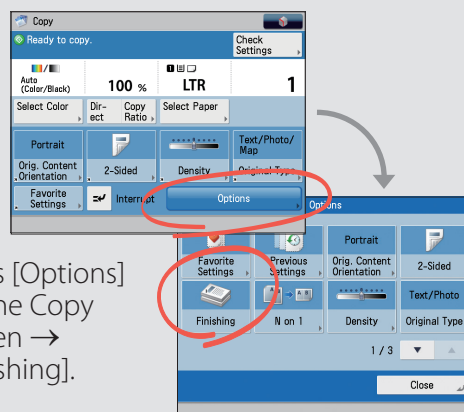 Copy
Ready to copy.
Check
Settings
Auto
(Color/Black)
100 %
LTR
1
Select Color
Dir-
ect
Copy
Ratio
Select Paper
Portrait
Orig. Content
Orientation
2-Sided
Density
Text/Photo/
Map
Original Type
Favorite
Settings
Interrupt
Options
Options
Favorite
Settings
Previous
Settings
Portrait
Orig. Content
Orientation
2-Sided
Finishing
N on 1
Density
Text/Photo
Original Type
1 / 3
Close
s [Options]
he Copy
en →
shing].